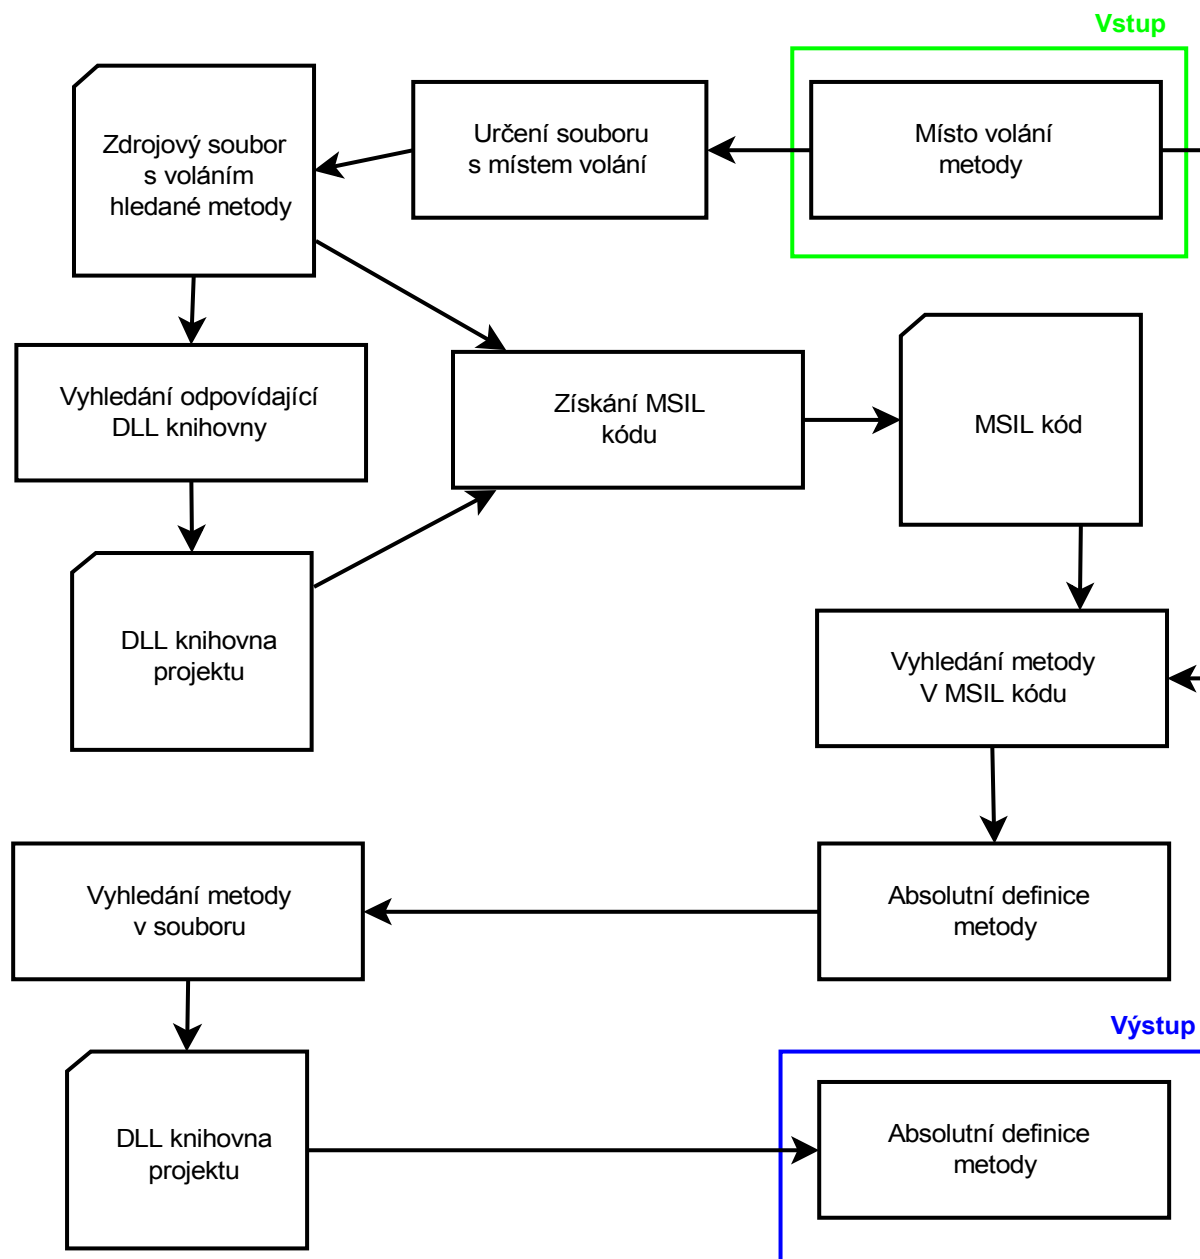 Vstup
Místo volání
metody
Určení souboru
s místem volání
Zdrojový soubor
s voláním
hledané metody
Vyhledání odpovídající
DLL knihovny
Získání MSIL
kódu
MSIL kód
DLL knihovna
projektu
Vyhledání metody
V MSIL kódu
Absolutní definice
metody
Vyhledání metody
v souboru
DLL knihovna
projektu
Výstup
Absolutní definice
metody